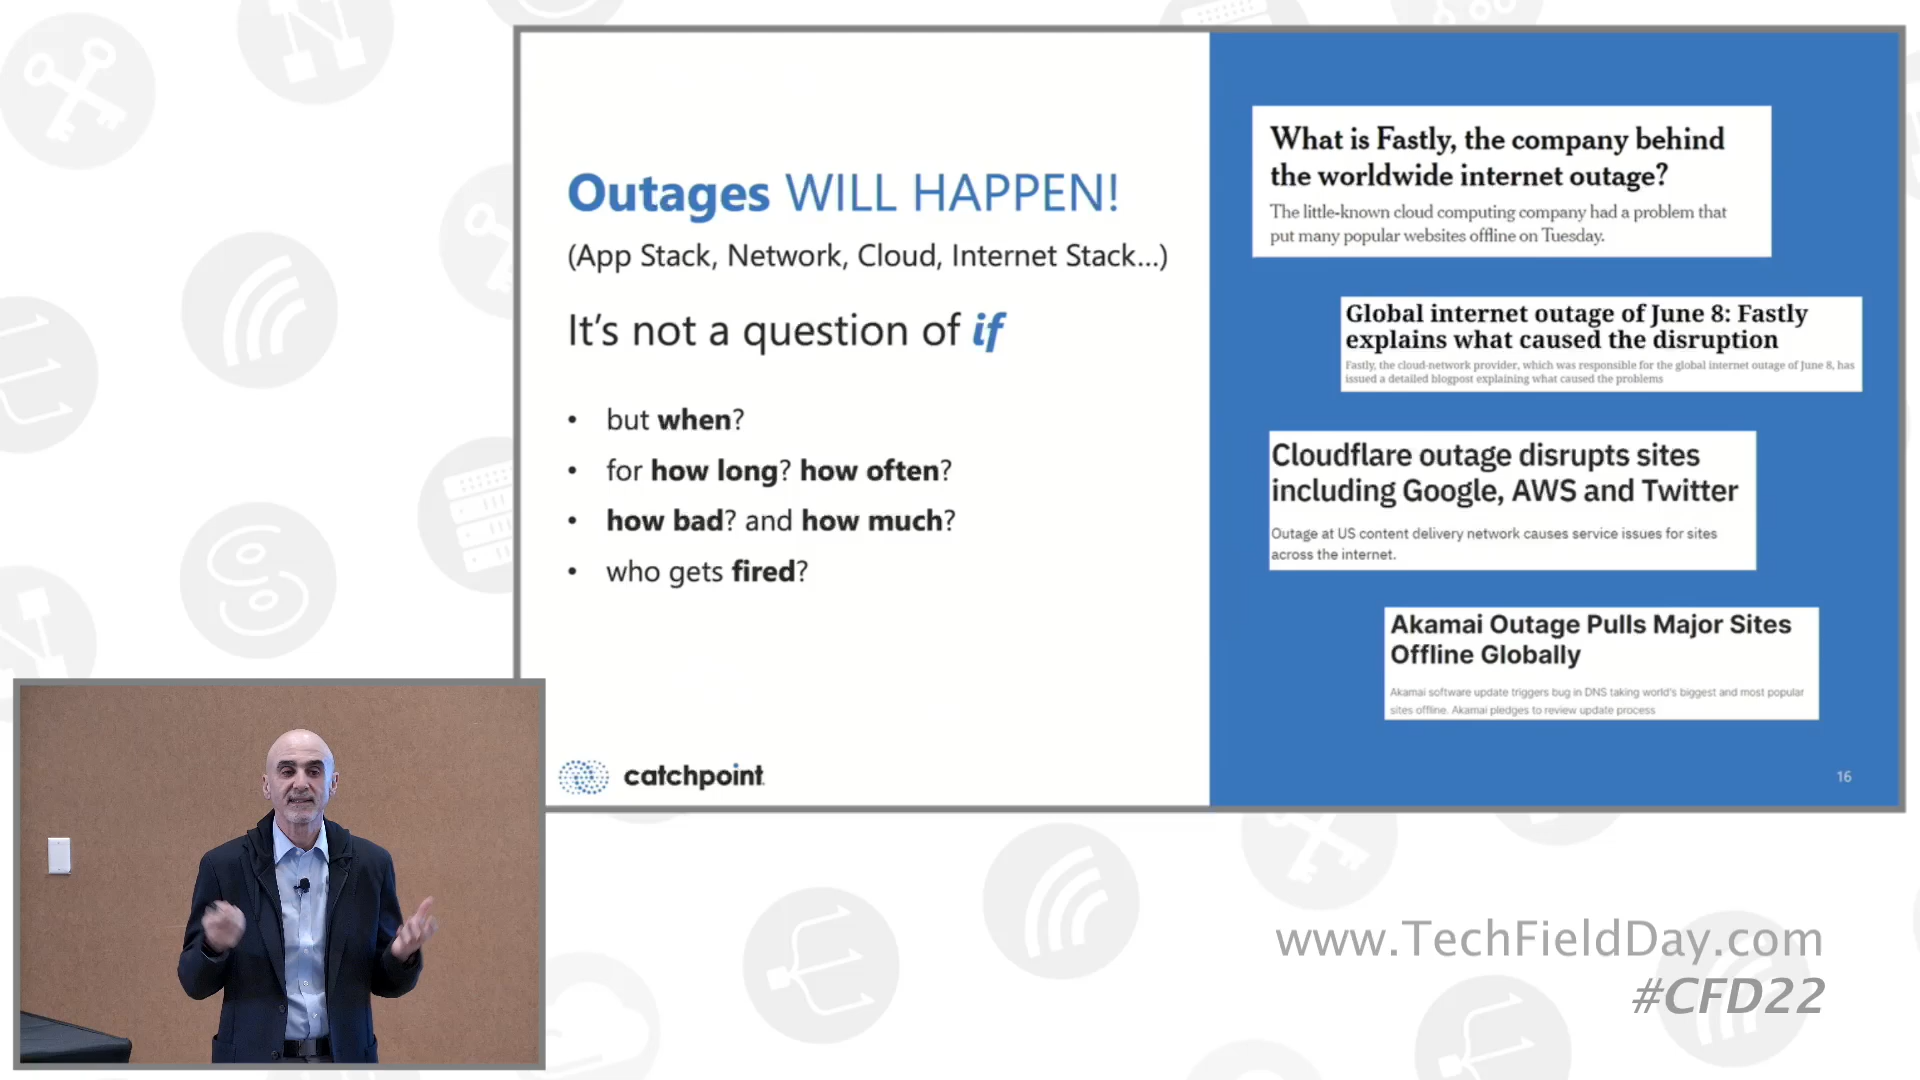 Outages WILL HAPPEN!
(App Stack, Network, Cloud, Internet Stack...)
It's not a question of if
• but when?
• for how long? how often?
• how bad? and how much?
• who gets fired?
catchpoint
What is Fastly, the company behind
the worldwide internet outage?
The little-known cloud computing company had a problem that
put many popular websites offline on Tuesday.
Global internet outage of June 8: Fastly
explains what caused the disruption
Fastly, the cloud-network provider, which was responsible for the global internet outage of June 8, has
issued a detailed blogpost explaining what caused the problems
Cloudflare outage disrupts sites
including Google, AWS and Twitter
Outage at US content delivery network causes service issues for sites
across the internet.
Akamai Outage Pulls Major Sites
Offline Globally
Akamai software update triggers bug in DNS taking world's biggest and most popular
sites offline. Akamai pledges to review update process
16
www.TechFieldDay.com
#CFD22